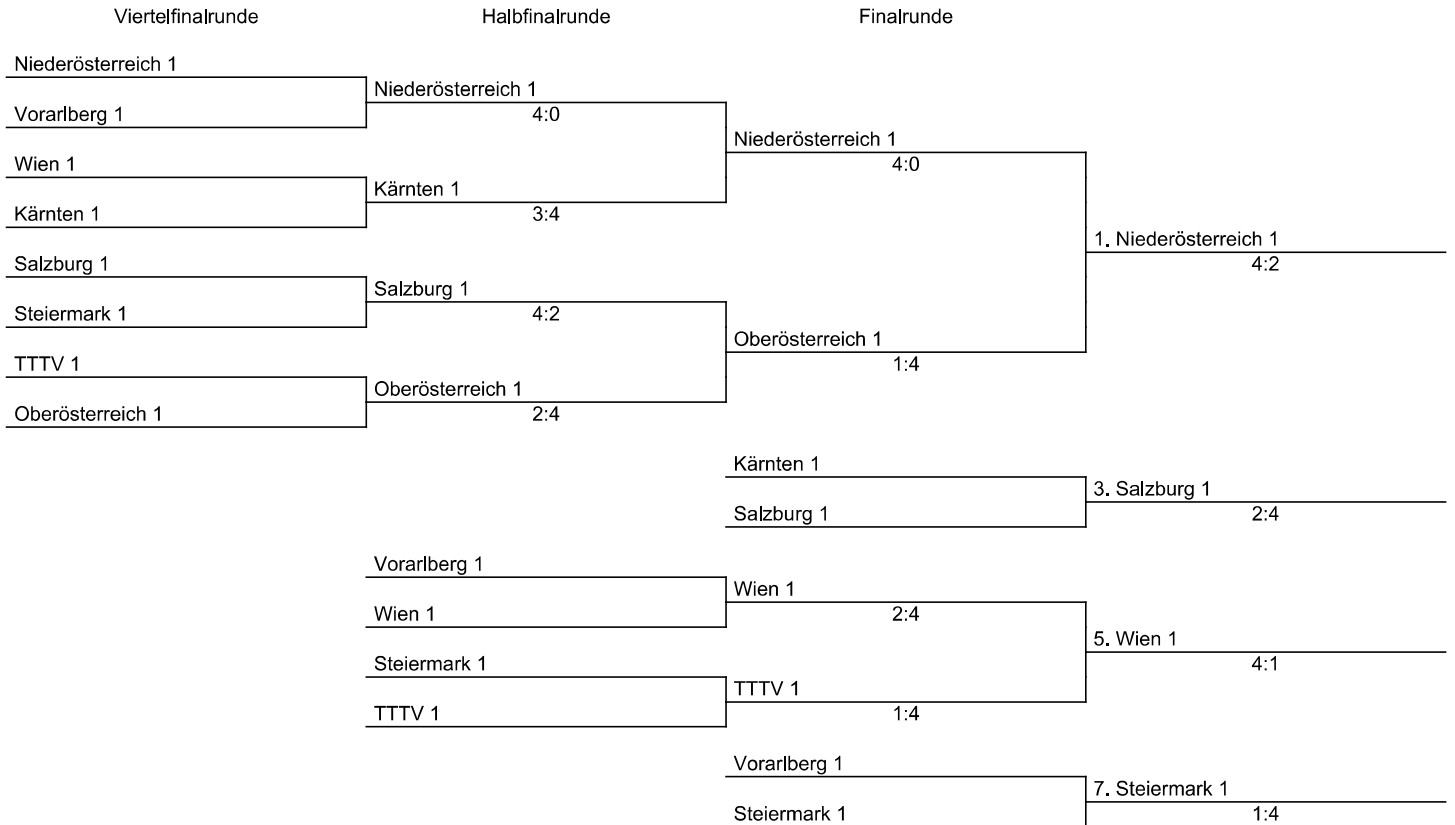 Viertelfinalrunde Halbfinalrunde Finalrunde
Niederösterreich 1
Niederösterreich 1
Vorarlberg 1
4:0
Niederösterreich 1
Wien 1
4:0
Kärnten 1
Kärnten 1
3:4
1. Niederösterreich 1
Salzburg 1
4:2
Salzburg 1
Steiermark 1
4:2
Oberösterreich 1
TTTV 1
1:4
Oberösterreich 1
Oberösterreich 1
2:4
Kärnten 1
3. Salzburg 1
Salzburg 1
2:4
Vorarlberg 1
Wien 1
Wien 1
2:4
5. Wien 1
Steiermark 1
4:1
TTTV 1
TTTV 1
1:4
Vorarlberg 1
7. Steiermark 1
Steiermark 1
1:4